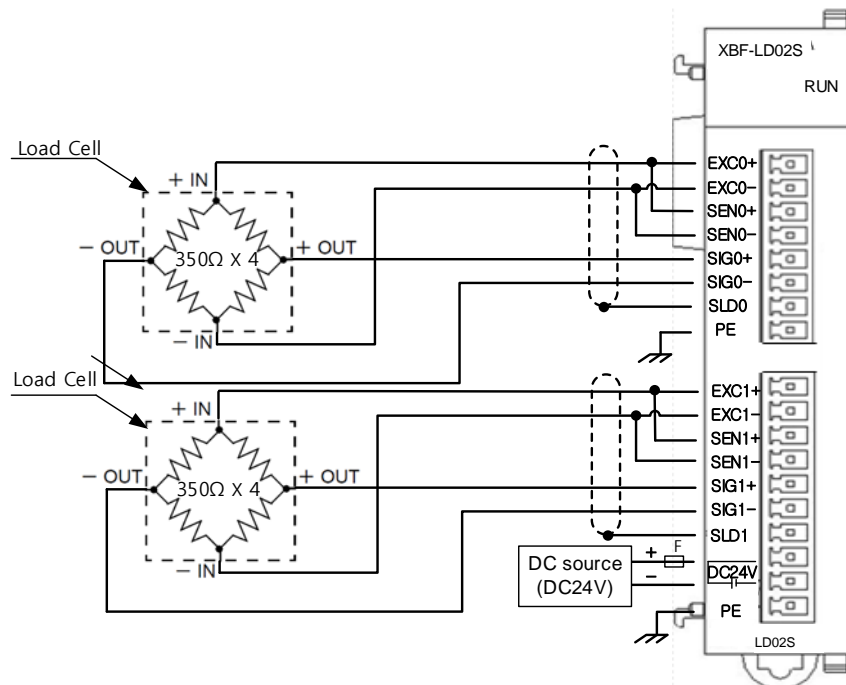 XBF-LD02S
RUN
Load Cell
+ IN
− OUT
+ OUT
350Ω X 4
− IN
EXC0+
EXC0−
SEN0+
SEN0−
SIG0+
SIG0−
SLD0
PE
Load Cell
+ IN
− OUT
+ OUT
350Ω X 4
− IN
EXC1+
EXC1−
SEN1+
SEN1−
SIG1+
SIG1−
SLD1
DC source
(DC24V)
+
−
F
DC24V
PE
LD02S